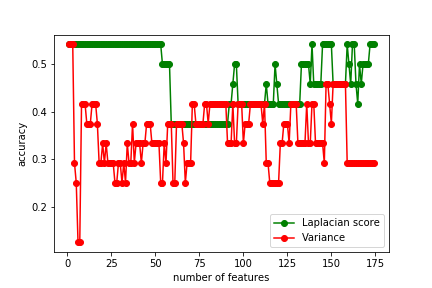 accuracy
0.5
0.4
0.3
0.2
0 25 50 75 100 125 150 175
number of features
Laplacian score
Variance